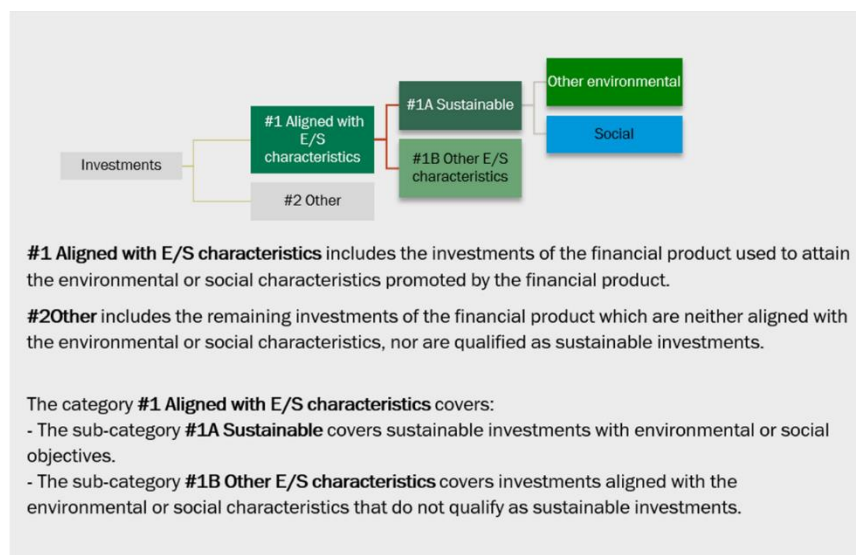 Other environmental
#1A Sustainable
#1 Aligned with
E/S
characteristics
Social
#1B Other E/S
characteristics
Investments
#2 Other
#1 Aligned with E/S characteristics includes the investments of the financial product used to attain
the environmental or social characteristics promoted by the financial product.
#2Other includes the remaining investments of the financial product which are neither aligned with
the environmental or social characteristics, nor are qualified as sustainable investments.
The category #1 Aligned with E/S characteristics covers:
- The sub-category #1A Sustainable covers sustainable investments with environmental or social
objectives.
- The sub-category #1B Other E/S characteristics covers investments aligned with the
environmental or social characteristics that do not qualify as sustainable investments.